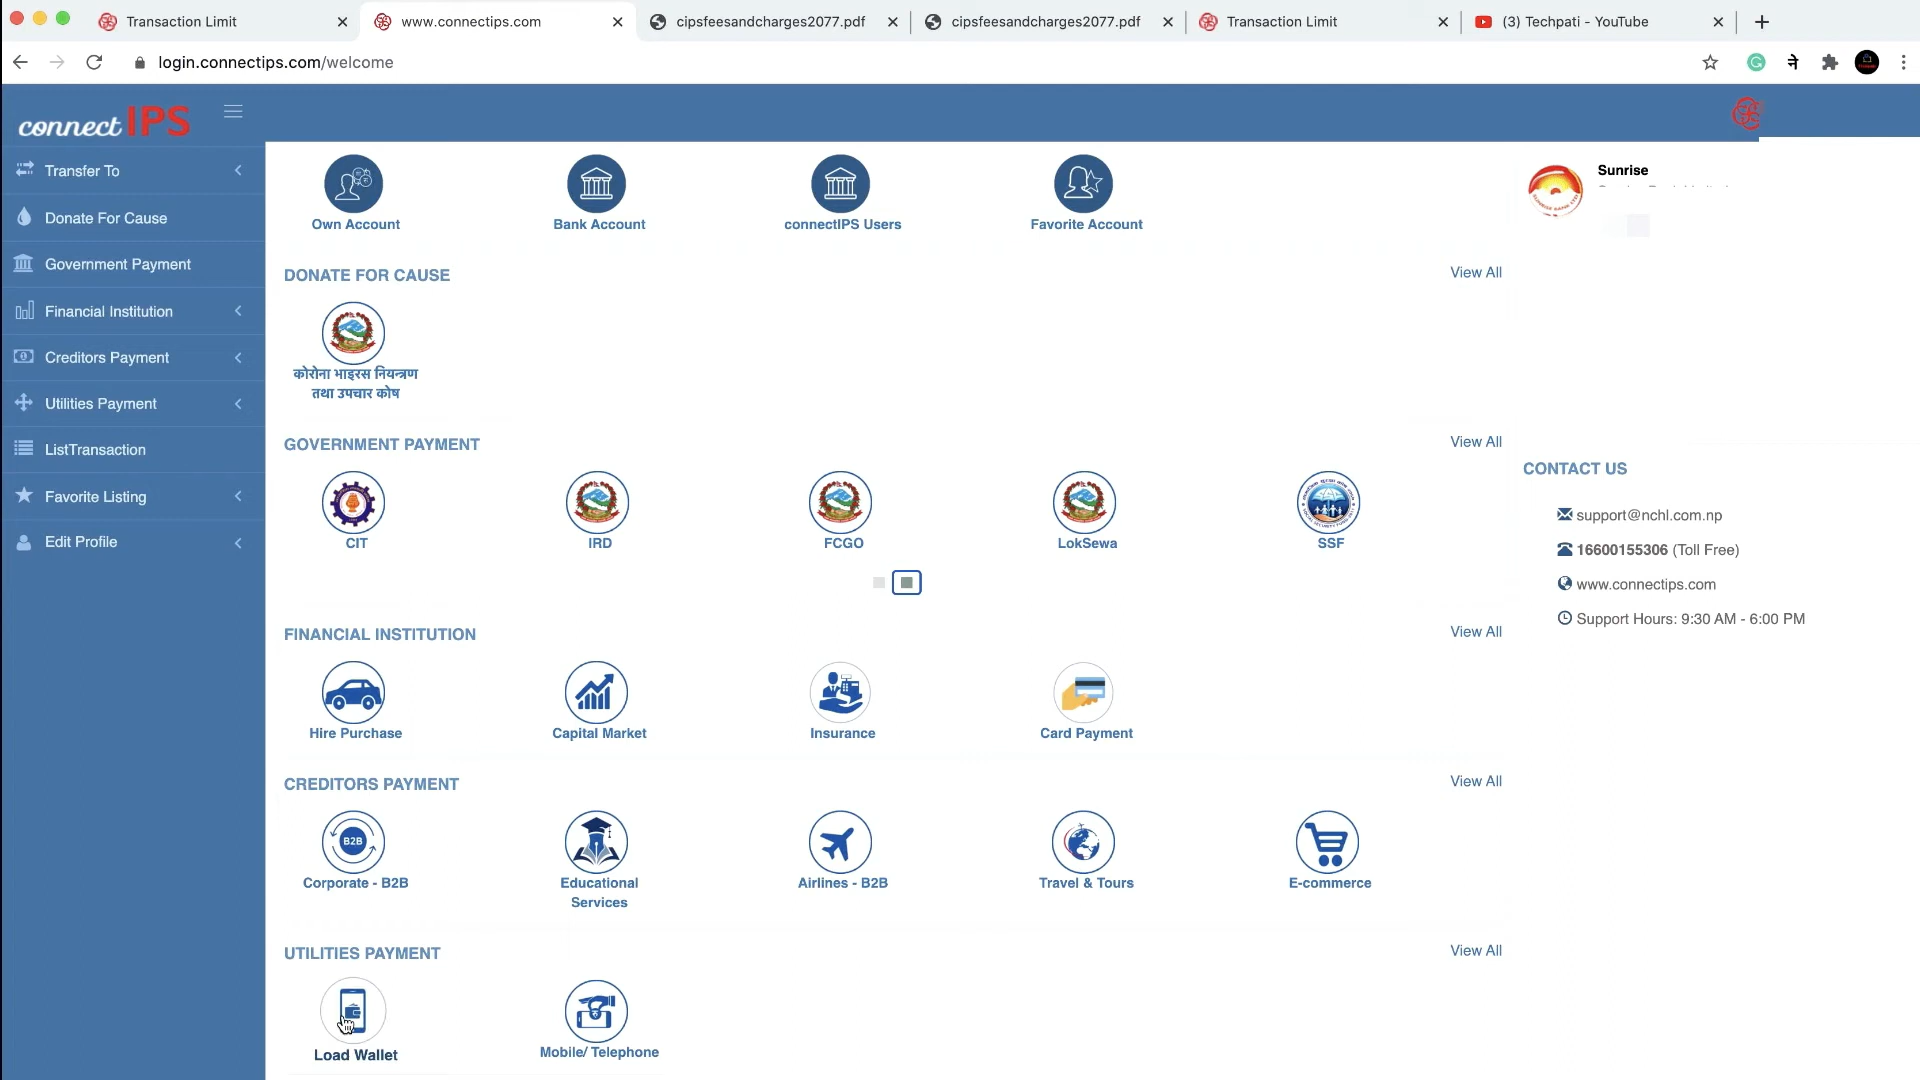 Transaction Limit
www.connectips.com
cipsfeesandcharges2077.pdf
cipsfeesandcharges2077.pdf
Transaction Limit
(3) Techpati - YouTube
login.connectips.com/welcome
ने
connectIPS
Transfer To
Donate For Cause
Government Payment
Financial Institution
Creditors Payment
Utilities Payment
ListTransaction
Favorite Listing
Edit Profile
Own Account
Bank Account
connectIPS Users
Favorite Account
DONATE FOR CAUSE
View All
कोरोना भाइरस नियन्त्रण
तथा उपचार कोष
GOVERNMENT PAYMENT
View All
CIT
IRD
FCGO
LokSewa
SSF
FINANCIAL INSTITUTION
View All
Hire Purchase
Capital Market
Insurance
Card Payment
CREDITORS PAYMENT
View All
B2B
Corporate - B2B
Educational
Services
Airlines - B2B
Travel & Tours
E-commerce
UTILITIES PAYMENT
View All
Load Wallet
Mobile/ Telephone
Sunrise
CONTACT US
support@nchl.com.np
16600155306 (Toll Free)
www.connectips.com
Support Hours: 9:30 AM - 6:00 PM